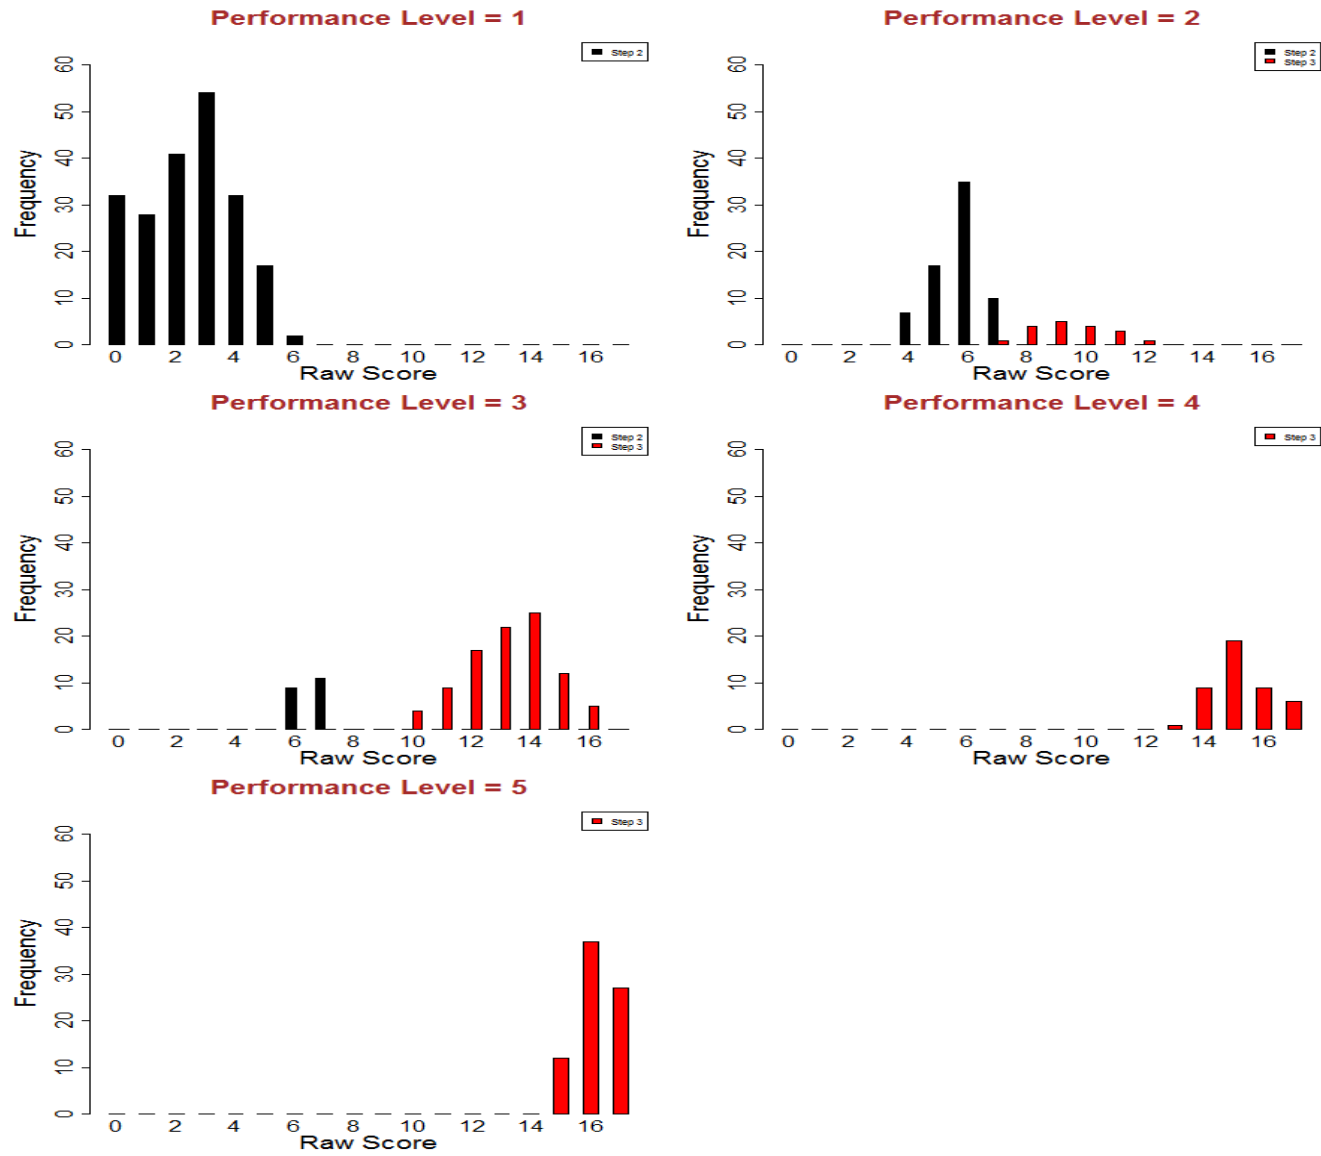 Performance Level = 1
Step 2
Frequency
0 10 20 30 40 50 60
0 2 4 6 8 10 12 14 16
Raw Score
Performance Level = 2
Step 2
Step 3
Frequency
0 10 20 30 40 50 60
0 2 4 6 8 10 12 14 16
Raw Score
Performance Level = 3
Step 2
Step 3
Frequency
0 10 20 30 40 50 60
0 2 4 6 8 10 12 14 16
Raw Score
Performance Level = 4
Step 3
Frequency
0 10 20 30 40 50 60
0 2 4 6 8 10 12 14 16
Raw Score
Performance Level = 5
Step 3
Frequency
0 10 20 30 40 50 60
0 2 4 6 8 10 12 14 16
Raw Score